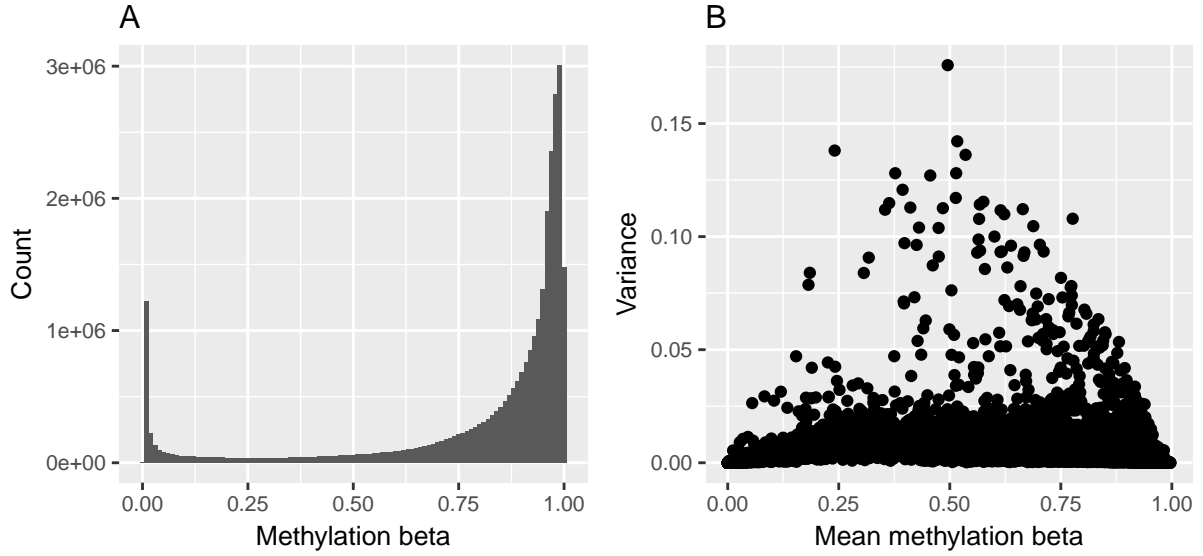 A
3e+06
2e+06
1e+06
0e+00
Count
0.00 0.25 0.50 0.75 1.00
Methylation beta
B
0.15
0.10
0.05
0.00
Variance
0.00 0.25 0.50 0.75 1.00
Mean methylation beta